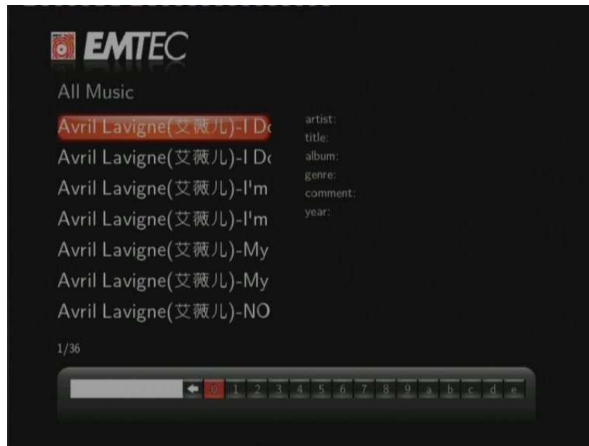 EMTEC
All Music
Avril Lavigne(艾薇儿)-I Do
Avril Lavigne(艾薇儿)-I Do
Avril Lavigne(艾薇儿)-I'm
Avril Lavigne(艾薇儿)-I'm
Avril Lavigne(艾薇儿)-My
Avril Lavigne(艾薇儿)-My
Avril Lavigne(艾薇儿)-NO
artist:
title:
album:
genre:
comment:
year:
1/36
0 1 2 3 4 5 6 7 8 9 a b c d e